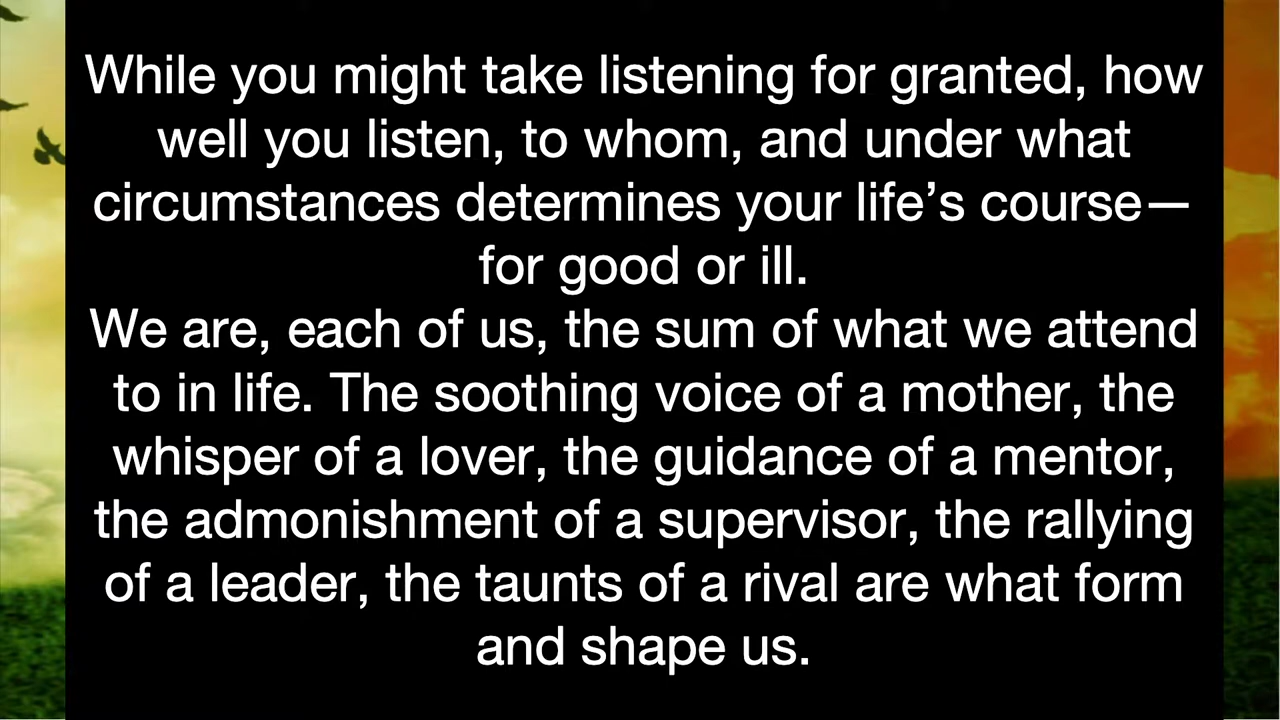 While you might take listening for granted, how
well you listen, to whom, and under what
circumstances determines your life’s course—
for good or ill.
We are, each of us, the sum of what we attend
to in life. The soothing voice of a mother, the
whisper of a lover, the guidance of a mentor,
the admonishment of a supervisor, the rallying
of a leader, the taunts of a rival are what form
and shape us.